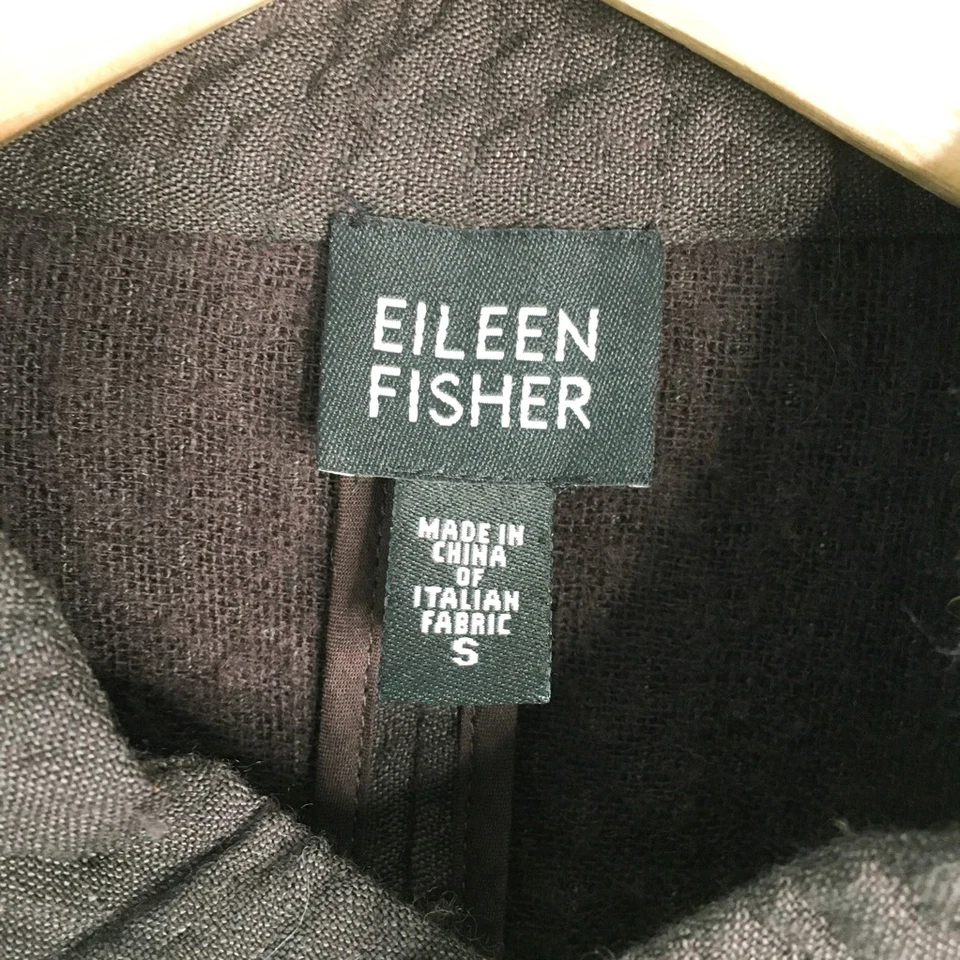 EILEEN
FISHER
MADE IN
CHINA
OF
ITALIAN
FABRIC
S